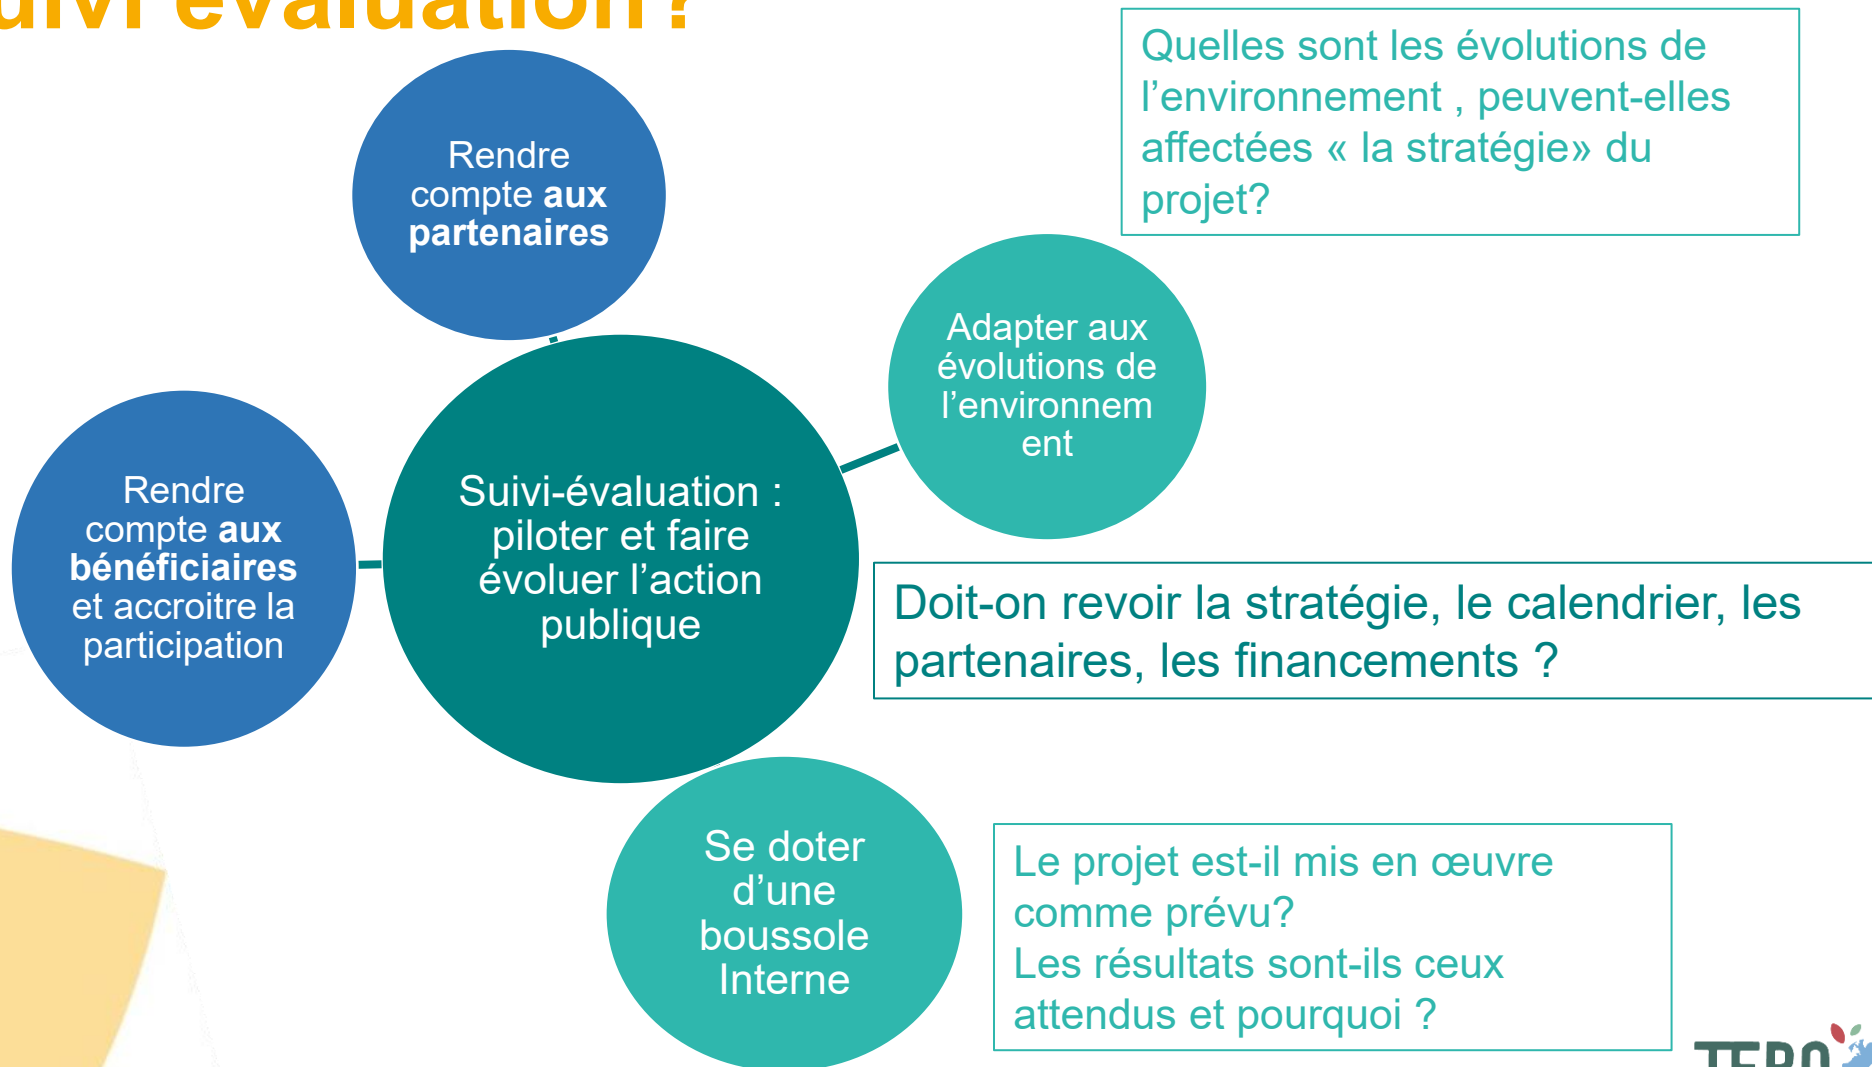 uivi évaluation?
Quelles sont les évolutions de
l’environnement , peuvent-elles
affectées « la stratégie» du
projet?
Rendre
compte aux
partenaires
Adapter aux
évolutions de
l’environnem
ent
Rendre
compte aux
bénéficiaires
et accroitre la
participation
Suivi-évaluation :
piloter et faire
évoluer l’action
publique
Doit-on revoir la stratégie, le calendrier, les
partenaires, les financements ?
Se doter
d’une
boussole
Interne
Le projet est-il mis en œuvre
comme prévu?
Les résultats sont-ils ceux
attendus et pourquoi ?